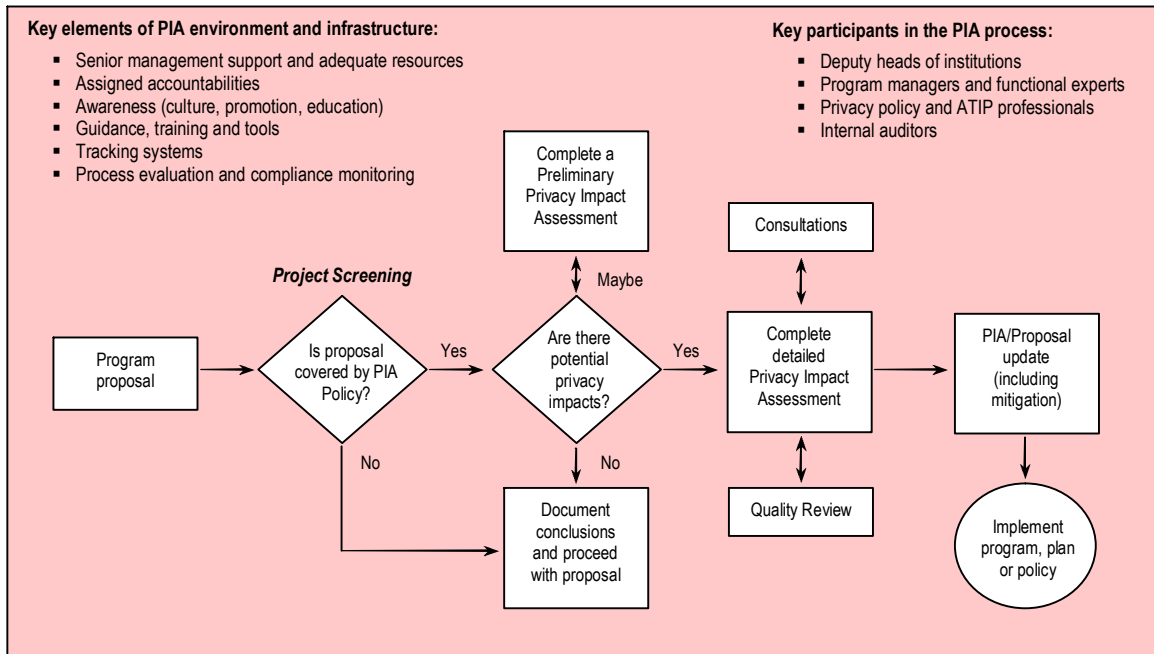 Key elements of PIA environment and infrastructure:
▪ Senior management support and adequate resources
▪ Assigned accountabilities
▪ Awareness (culture, promotion, education)
▪ Guidance, training and tools
▪ Tracking systems
▪ Process evaluation and compliance monitoring
Key participants in the PIA process:
▪ Deputy heads of institutions
▪ Program managers and functional experts
▪ Privacy policy and ATIP professionals
▪ Internal auditors
Complete a
Preliminary
Privacy Impact
Assessment
Consultations
Project Screening
Maybe
Program
proposal
Is proposal
covered by PIA
Policy?
Yes
Are there
potential
privacy
impacts?
Yes
Complete
detailed
Privacy Impact
Assessment
PIA/Proposal
update
(including
mitigation)
No
No
Document
conclusions
and proceed
with proposal
Quality Review
Implement
program, plan
or policy